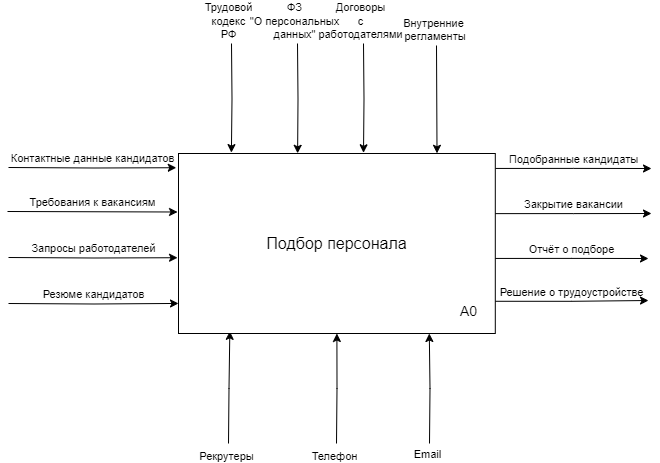 Трудовой
кодекс
РФ
ФЗ
"О персональных
данных"
Договоры
с
работодателями
Внутренние
регламенты
Контактные данные кандидатов
Требования к вакансиям
Запросы работодателей
Резюме кандидатов
Подбор персонала
A0
Подобранные кандидаты
Закрытие вакансии
Отчёт о подборе
Решение о трудоустройстве
Рекрутеры
Телефон
Email